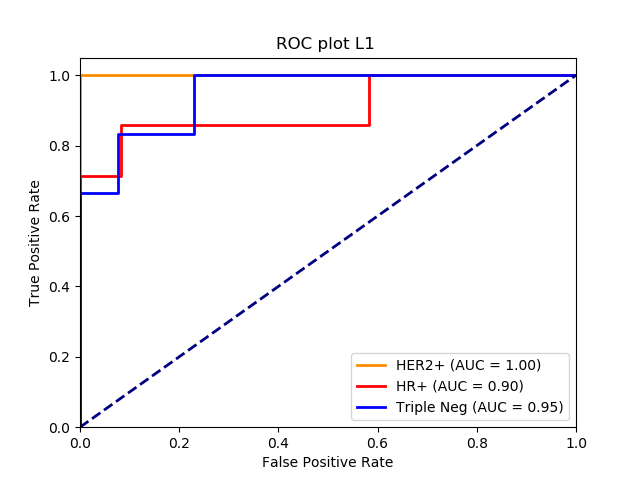 ROC plot L1
1.0
0.8
0.6
0.4
0.2
0.0
True Positive Rate
HER2+ (AUC = 1.00)
HR+ (AUC = 0.90)
Triple Neg (AUC = 0.95)
0.0 0.2 0.4 0.6 0.8 1.0
False Positive Rate